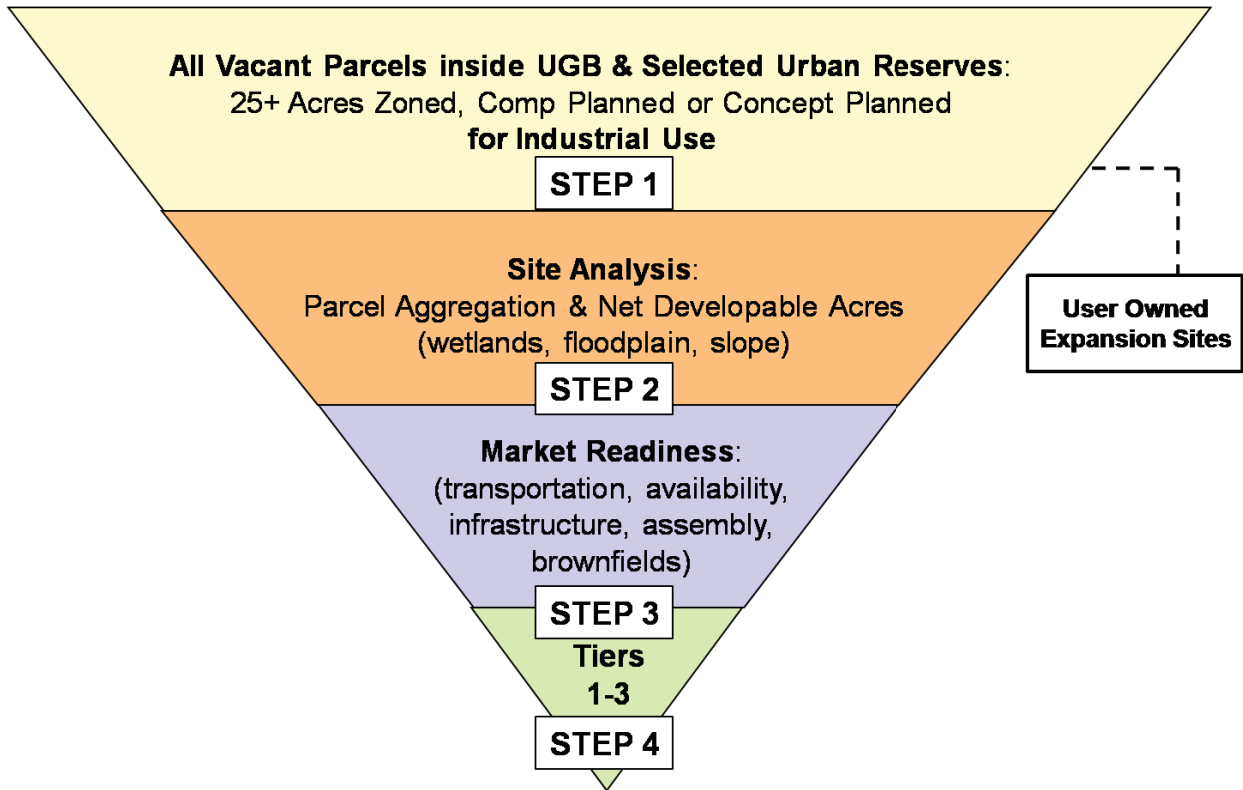 All Vacant Parcels inside UGB & Selected Urban Reserves:
25+ Acres Zoned, Comp Planned or Concept Planned
for Industrial Use
STEP 1
Site Analysis:
Parcel Aggregation & Net Developable Acres
(wetlands, floodplain, slope)
STEP 2
User Owned
Expansion Sites
Market Readiness:
(transportation, availability,
infrastructure, assembly,
brownfields)
STEP 3
Tiers
1-3
STEP 4